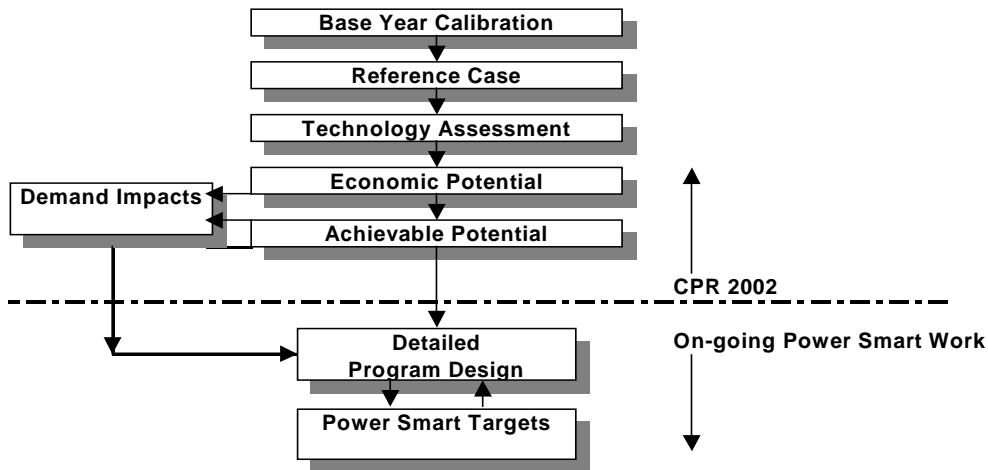 Base Year Calibration
Reference Case
Technology Assessment
Economic Potential
Demand Impacts
Achievable Potential
CPR 2002
Detailed
Program Design
On-going Power Smart Work
Power Smart Targets